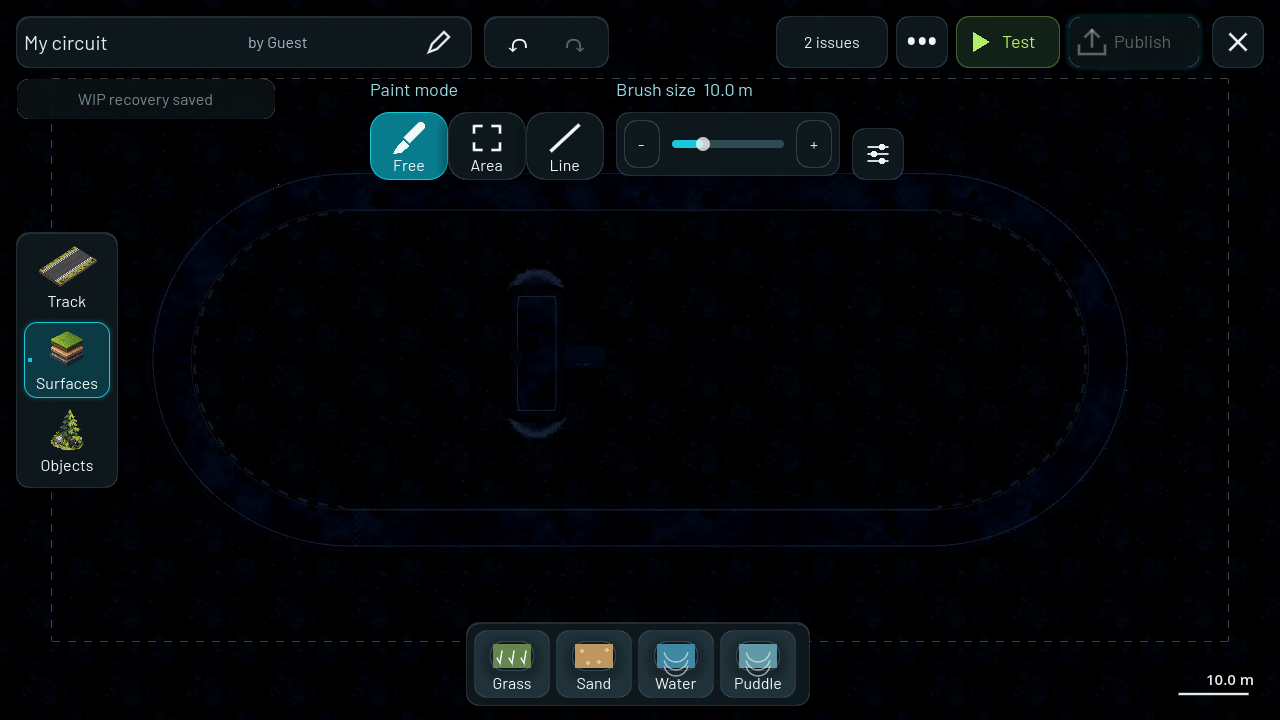 My circuit
by Guest
2 issues
•••
Test
Publish
WIP recovery saved
Paint mode
Brush size 10.0 m
Free
Area
Line
-
+
Track
Surfaces
Objects
Grass
Sand
Water
Puddle
10.0 m